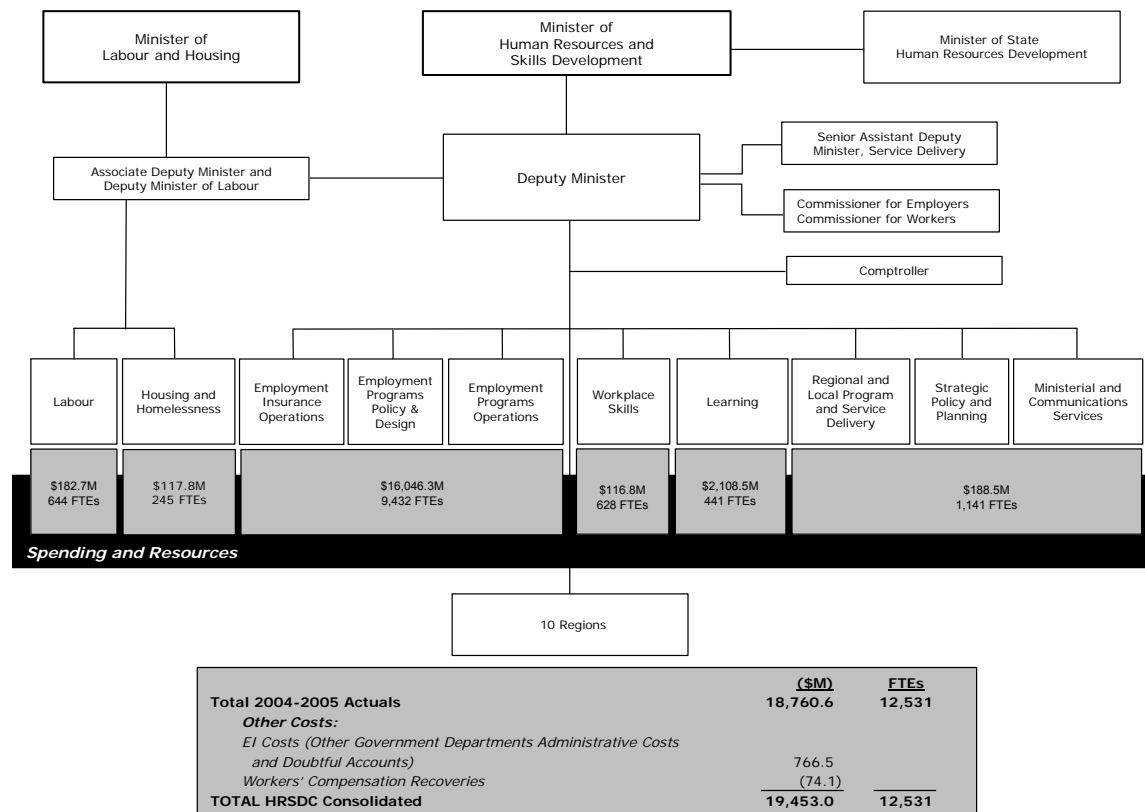 Minister of
Labour and Housing
Minister of
Human Resources and
Skills Development
Minister of State
Human Resources Development
Associate Deputy Minister and
Deputy Minister of Labour
Deputy Minister
Senior Assistant Deputy
Minister, Service Delivery
Commissioner for Employers
Commissioner for Workers
Comptroller
Labour
Housing and
Homelessness
Employment
Insurance
Operations
Employment
Programs
Policy &
Design
Employment
Programs
Operations
Workplace
Skills
Learning
Regional and
Local Program
and Service
Delivery
Strategic
Policy and
Planning
Ministerial and
Communications
Services
$182.7M
644 FTEs
$117.8M
245 FTEs
$16,046.3M
9,432 FTEs
$116.8M
628 FTEs
$2,108.5M
441 FTEs
$188.5M
1,141 FTEs
Spending and Resources
10 Regions
($M) FTEs
Total 2004-2005 Actuals 18,760.6 12,531
Other Costs:
EI Costs (Other Government Departments Administrative Costs
and Doubtful Accounts) 766.5
Workers' Compensation Recoveries (74.1)
TOTAL HRSDC Consolidated 19,453.0 12,531